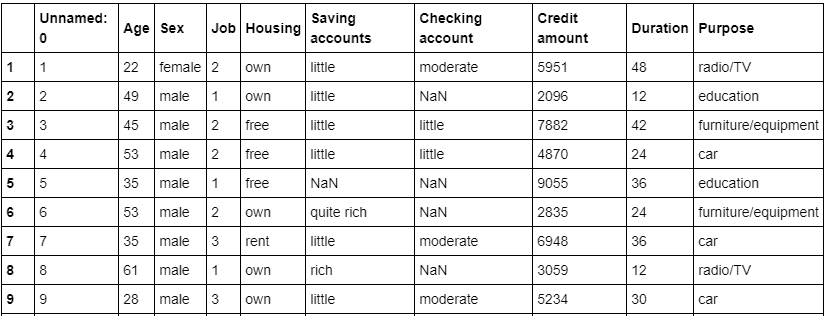 Unnamed: 0 Age Sex Job Housing Saving accounts Checking account Credit amount Duration Purpose
1 1 22 female 2 own little moderate 5951 48 radio/TV
2 2 49 male 1 own little NaN 2096 12 education
3 3 45 male 2 free little little 7882 42 furniture/equipment
4 4 53 male 2 free little little 4870 24 car
5 5 35 male 1 free NaN NaN 9055 36 education
6 6 53 male 2 own quite rich NaN 2835 24 furniture/equipment
7 7 35 male 3 rent little moderate 6948 36 car
8 8 61 male 1 own rich NaN 3059 12 radio/TV
9 9 28 male 3 own little moderate 5234 30 car